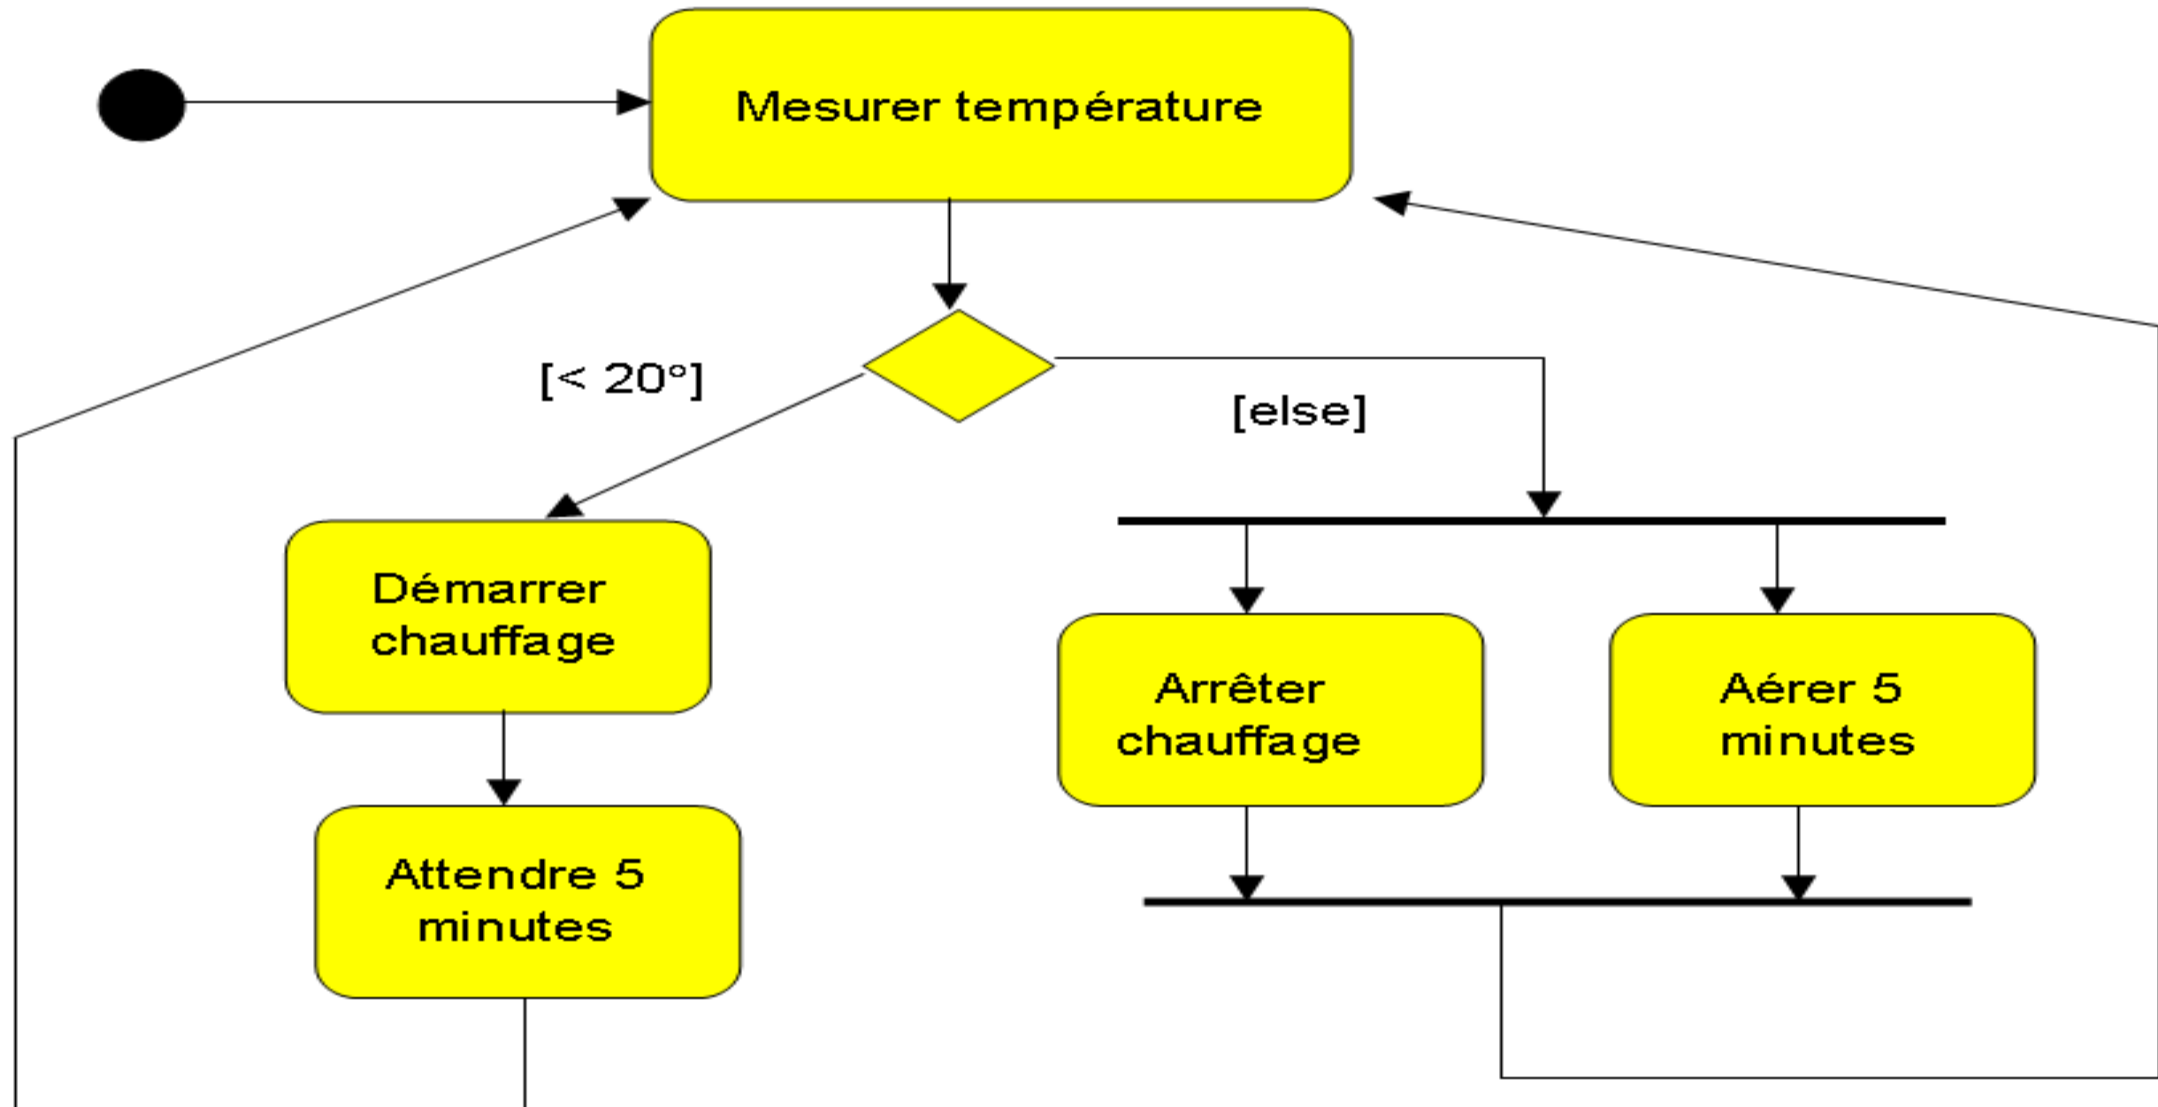 Mesurer température
[< 20°]
[else]
Démarrer
chauffage
Arrêter
chauffage
Aérer 5
minutes
Attendre 5
minutes